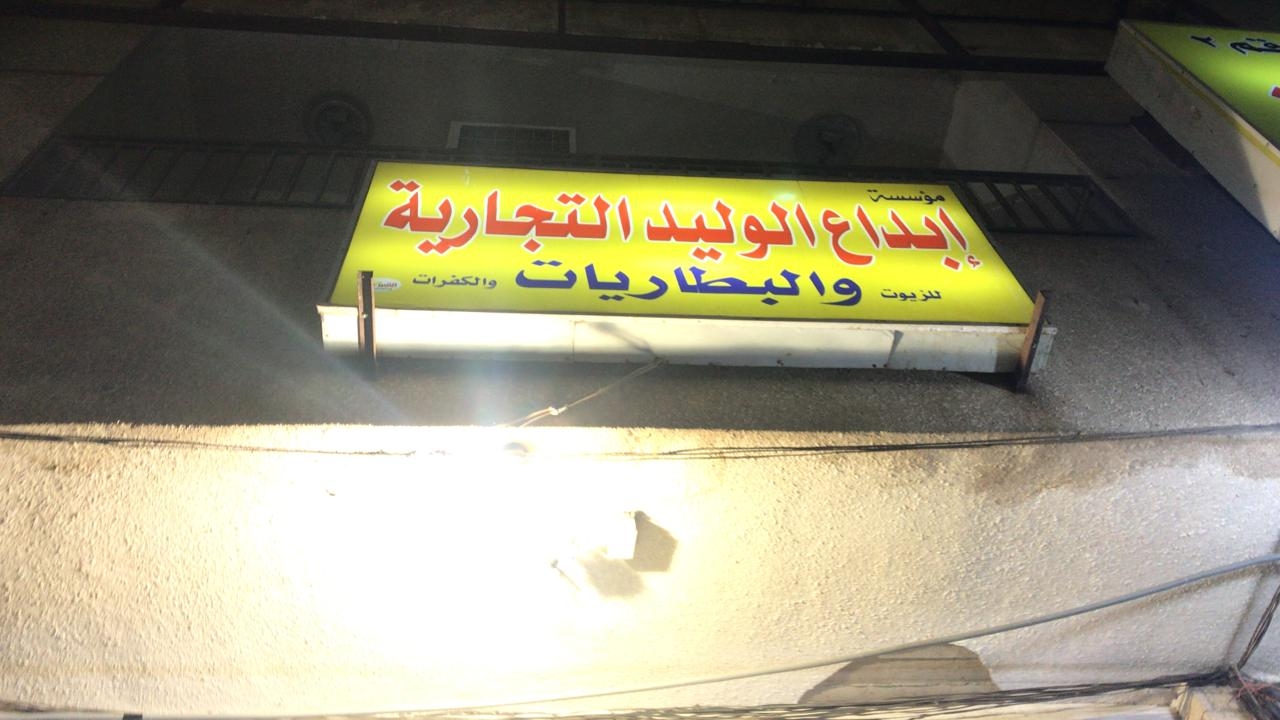 مؤسسة
إبداع الوليد التجارية
للزيوت والبطاريات والكفرات